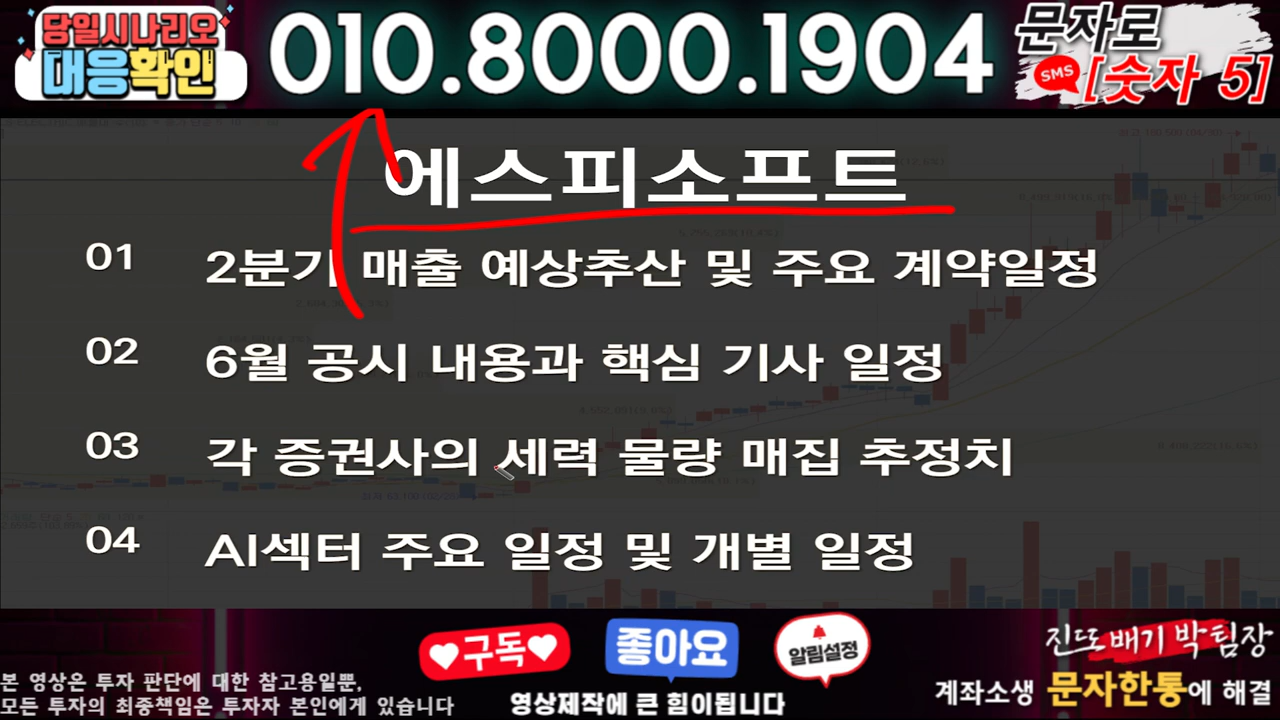 당일시나리오
대응확인
010.8000.1904
문자로
SMS
[숫자 5]
에스피소프트
01
2분기 매출 예상추산 및 주요 계약일정
02
6월 공시 내용과 핵심 기사 일정
03
각 증권사의 세력 물량 매집 추정치
04
AI섹터 주요 일정 및 개별 일정
구독
좋아요
알림설정
영상제작에 큰 힘이됩니다
본 영상은 투자 판단에 대한 참고용일뿐,
모든 투자의 최종책임은 투자자 본인에게 있습니다
진또배기 박팀장
계좌소생 문자한통에 해결